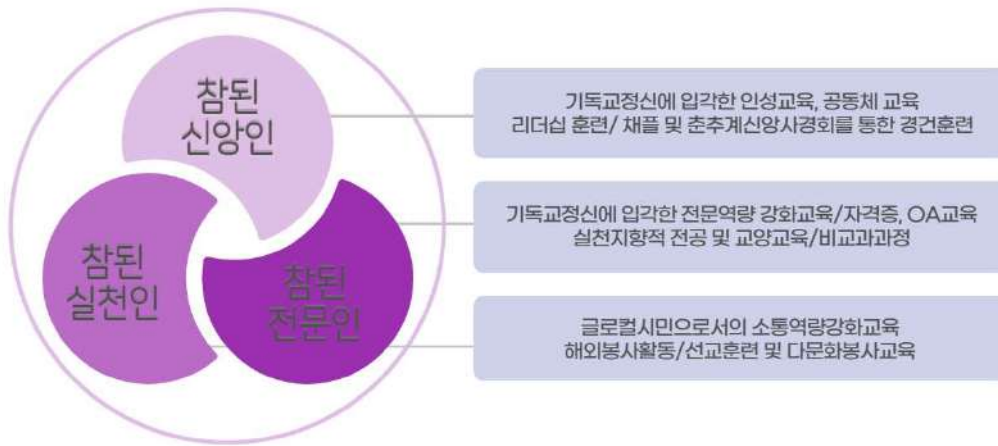 참된
신앙인
참된
실천인
참된
전문인
기독교정신에 입각한 인성교육, 공동체 교육
리더십 훈련/ 채플 및 춘추계신앙사경회를 통한 경건훈련
기독교정신에 입각한 전문역량 강화교육/자격증, OA교육
실천지향적 전공 및 교양교육/비교과과정
글로컬시민으로서의 소통역량강화교육
해외봉사활동/선교훈련 및 다문화봉사교육